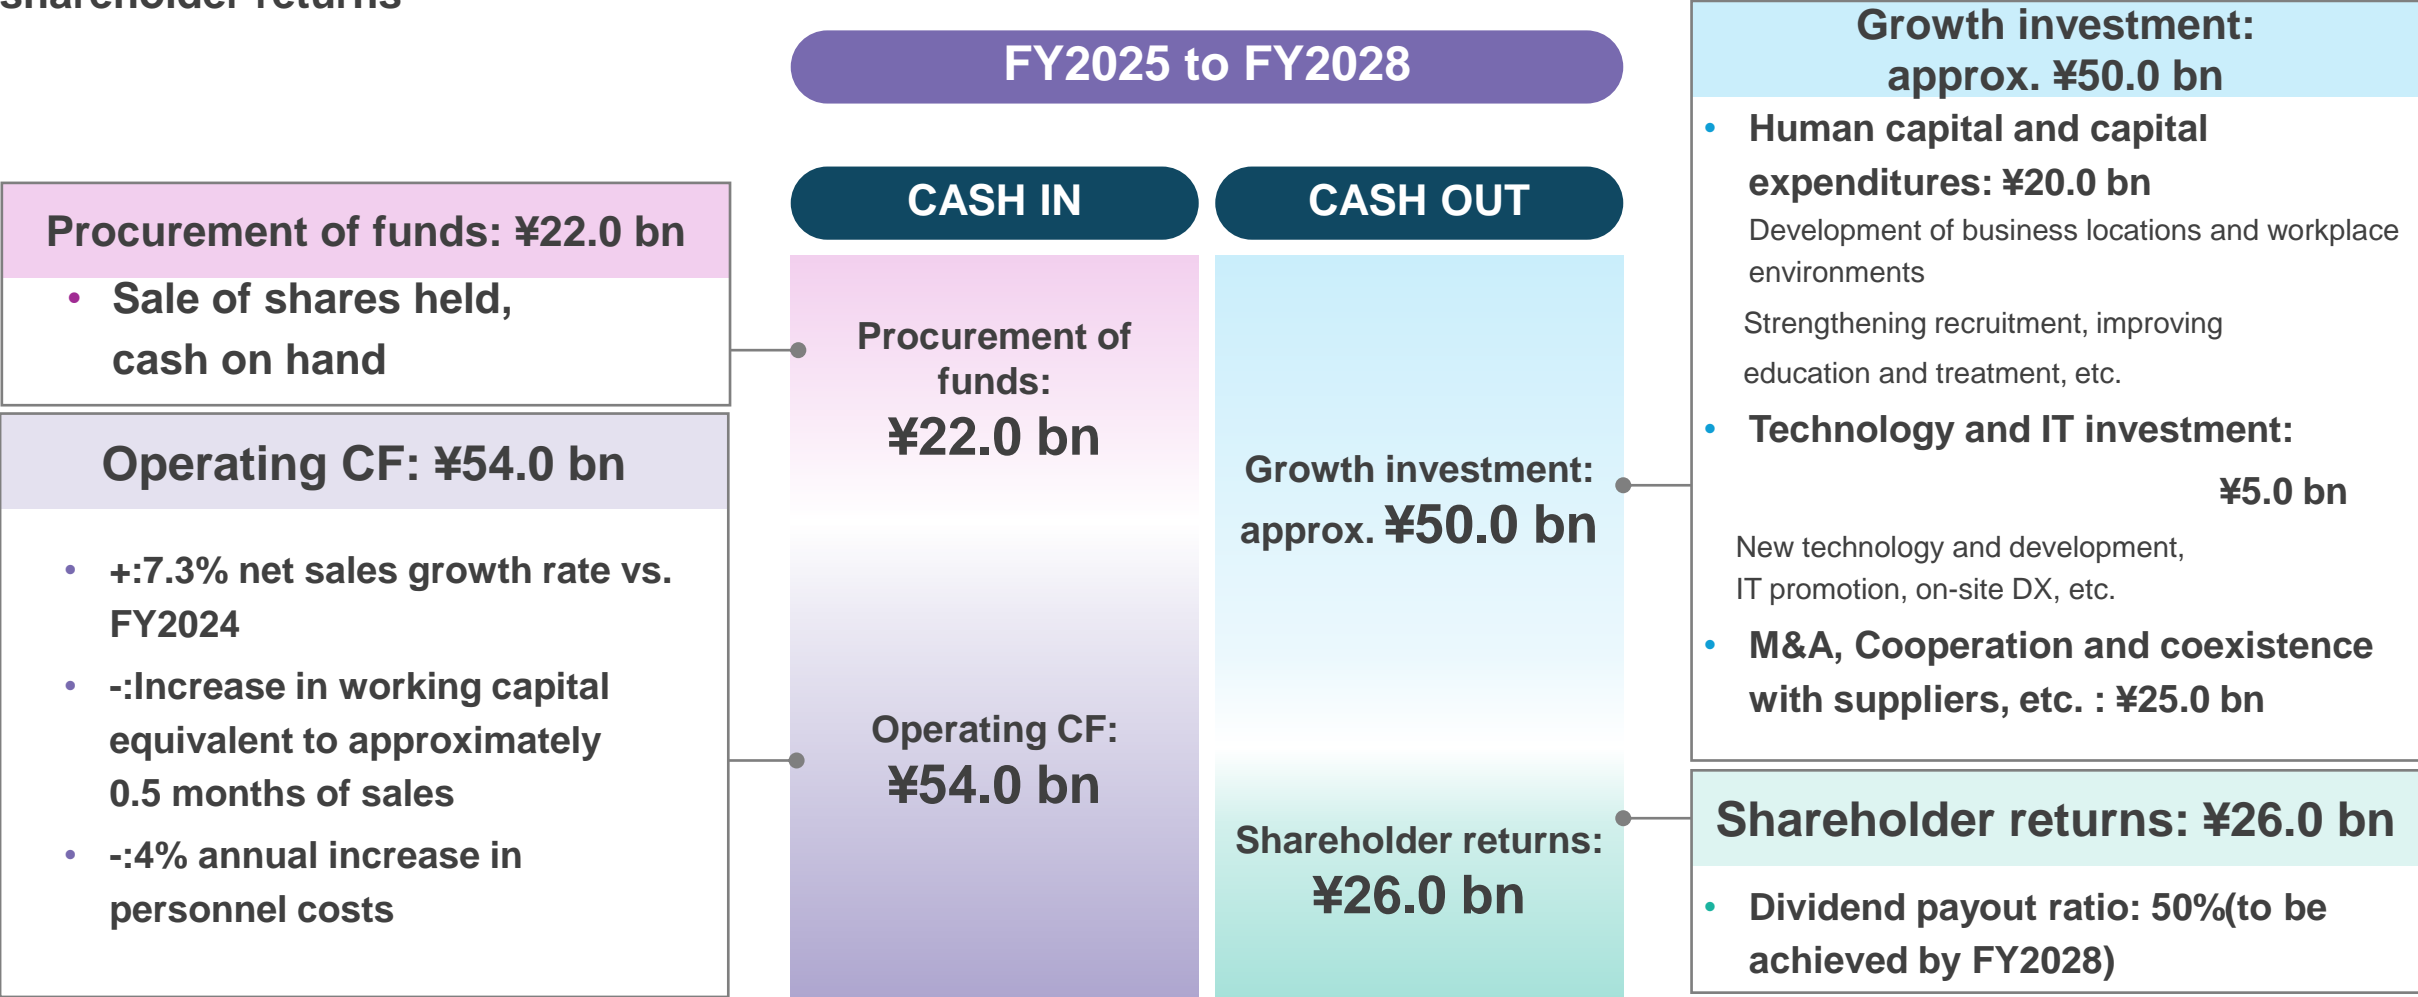 shareholder returns
FY2025 to FY2028
CASH IN
CASH OUT
Procurement of funds: ¥22.0 bn
• Sale of shares held,
cash on hand
Operating CF: ¥54.0 bn
• +:7.3% net sales growth rate vs.
FY2024
• -:Increase in working capital
equivalent to approximately
0.5 months of sales
• -:4% annual increase in
personnel costs
Procurement of
funds:
¥22.0 bn
Operating CF:
¥54.0 bn
Growth investment:
approx. ¥50.0 bn
Shareholder returns:
¥26.0 bn
Growth investment:
approx. ¥50.0 bn
• Human capital and capital
expenditures: ¥20.0 bn
Development of business locations and workplace
environments
Strengthening recruitment, improving
education and treatment, etc.
• Technology and IT investment:
¥5.0 bn
New technology and development,
IT promotion, on-site DX, etc.
• M&A, Cooperation and coexistence
with suppliers, etc. : ¥25.0 bn
Shareholder returns: ¥26.0 bn
• Dividend payout ratio: 50%(to be
achieved by FY2028)